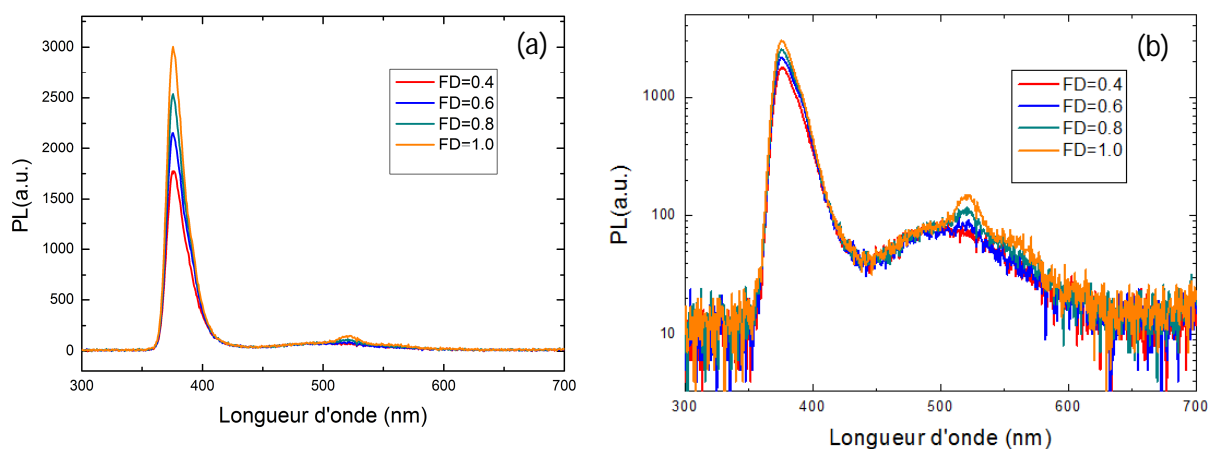 (a)
FD=0.4
FD=0.6
FD=0.8
FD=1.0
PL(a.u.)
3000
2500
2000
1500
1000
500
0
300 400 500 600 700
Longueur d'onde (nm)
(b)
FD=0.4
FD=0.6
FD=0.8
FD=1.0
PL(a.u.)
1000
100
10
300 400 500 600 700
Longueur d'onde (nm)